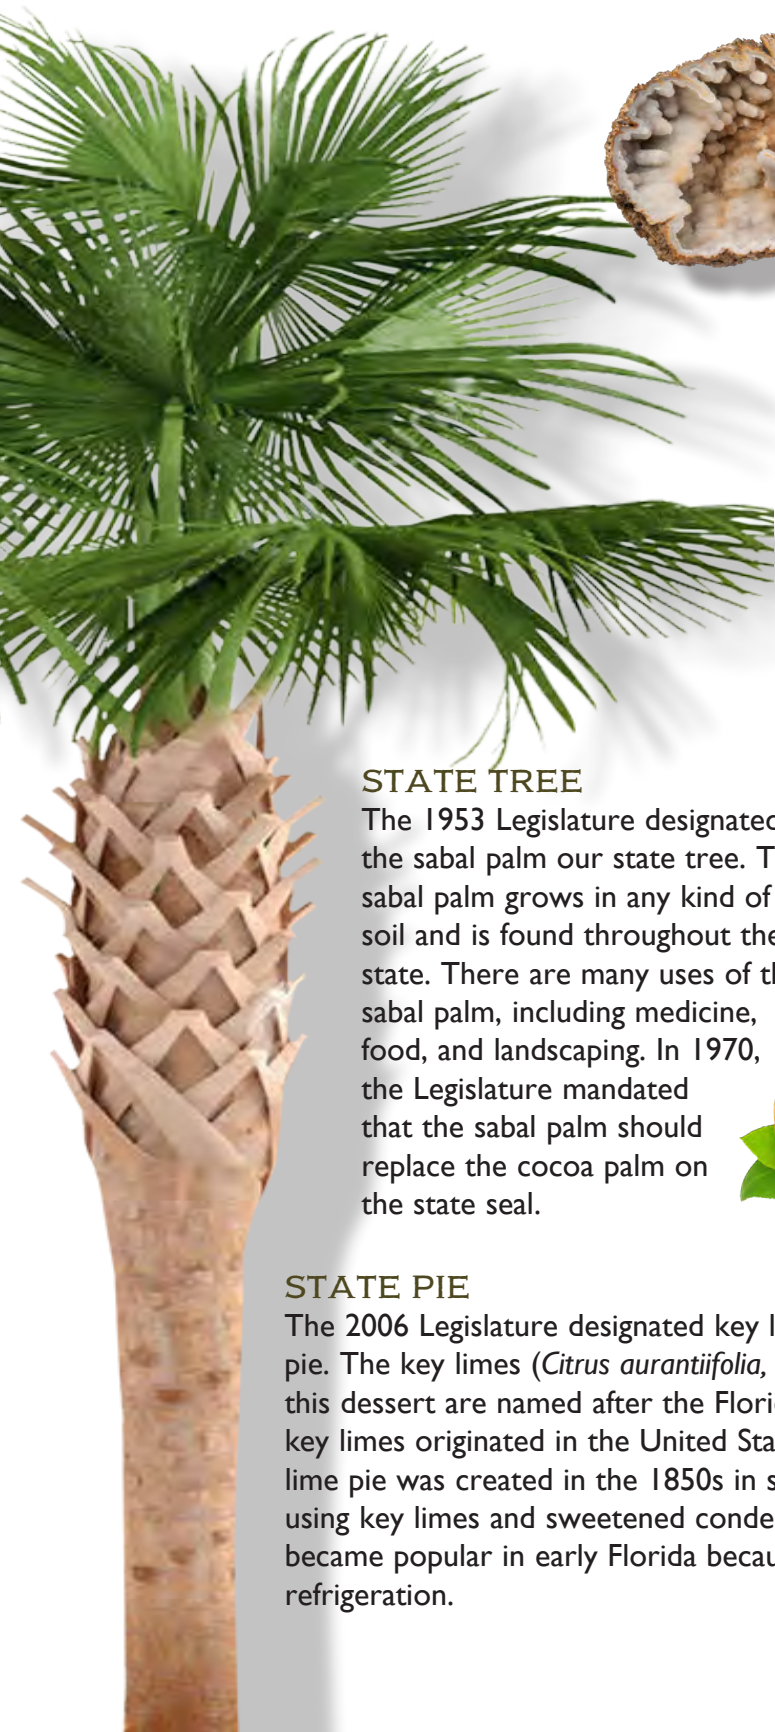 STATE TREE
The 1953 Legislature designated
the sabal palm our state tree. T
sabal palm grows in any kind of
soil and is found throughout the
state. There are many uses of th
sabal palm, including medicine,
food, and landscaping. In 1970,
the Legislature mandated
that the sabal palm should
replace the cocoa palm on
the state seal.
STATE PIE
The 2006 Legislature designated key l
pie. The key limes (Citrus aurantiifolia,
this dessert are named after the Flori
key limes originated in the United Sta
lime pie was created in the 1850s in s
using key limes and sweetened conde
became popular in early Florida becau
refrigeration.